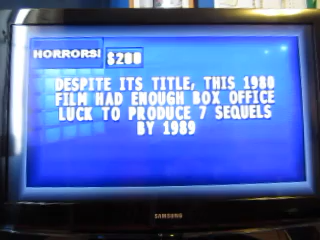 HORRORS! $200
DESPITE ITS TITLE, THIS 1980
FILM HAD ENOUGH BOX OFFICE
LUCK TO PRODUCE 7 SEQUELS
BY 1989
SAMSUNG